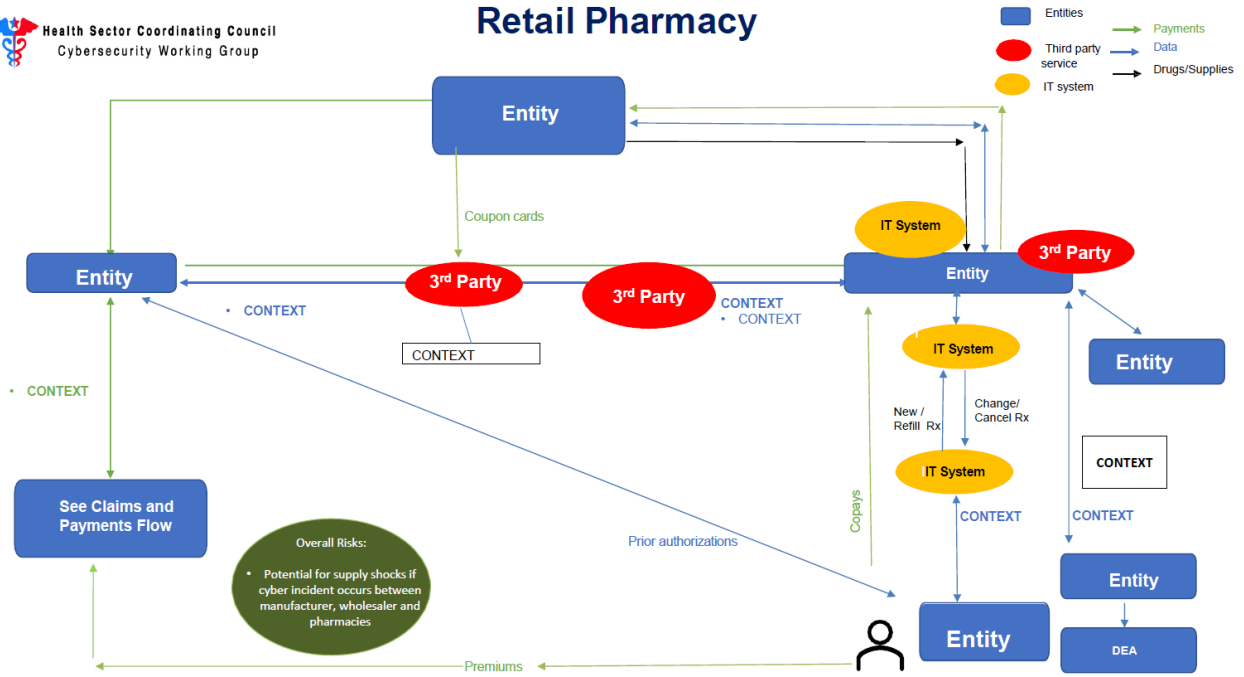 Retail Pharmacy
Health Sector Coordinating Council
Cybersecurity Working Group
Entities
Payments
Third party
service
Data
Drugs/Supplies
IT system
Entity
Coupon cards
IT System
3rd Party
Entity
3rd Party
3rd Party
Entity
• CONTEXT
CONTEXT
• CONTEXT
CONTEXT
IT System
Entity
• CONTEXT
New /
Refill Rx
Change/
Cancel Rx
CONTEXT
IT System
See Claims and
Payments Flow
Copays
CONTEXT
CONTEXT
Overall Risks:
• Potential for supply shocks if
cyber incident occurs between
manufacturer, wholesaler and
pharmacies
Prior authorizations
Entity
Entity
DEA
Premiums